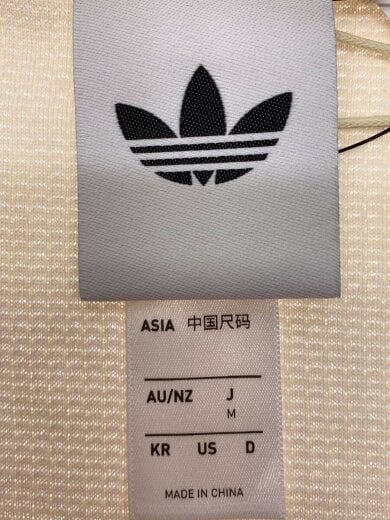 ASIA 中国尺码
AU/NZ J
M
KR US D
MADE IN CHINA